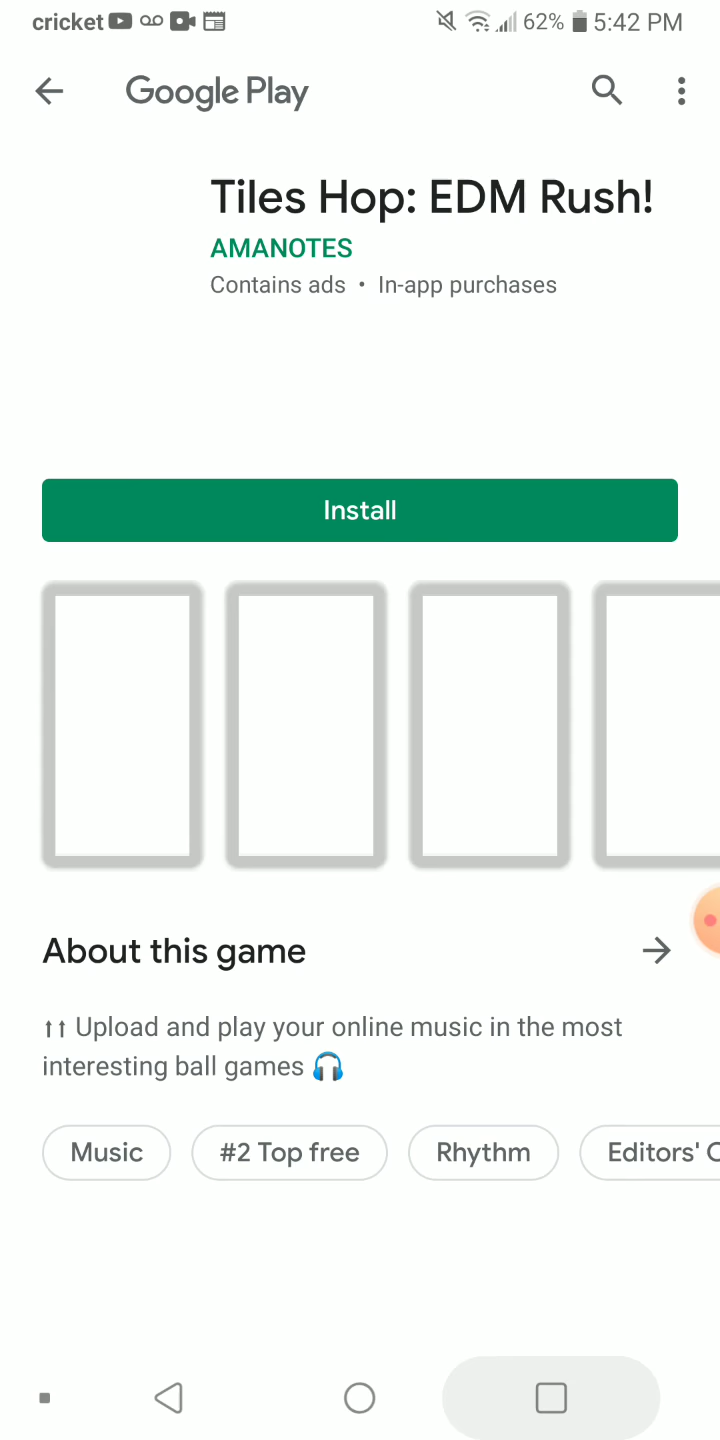 cricket 62% 5:42 PM
Google Play
Tiles Hop: EDM Rush!
AMANOTES
Contains ads • In-app purchases
Install
About this game
↑↑ Upload and play your online music in the most
interesting ball games 🎧
Music #2 Top free Rhythm Editors' C